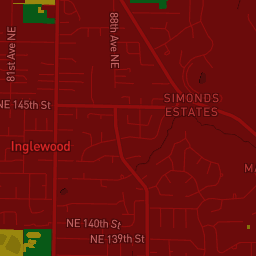 81st Ave NE
88th Ave NE
NE 145th St
SIMONDS
ESTATES
Inglewood
NE 140th St
NE 139th St